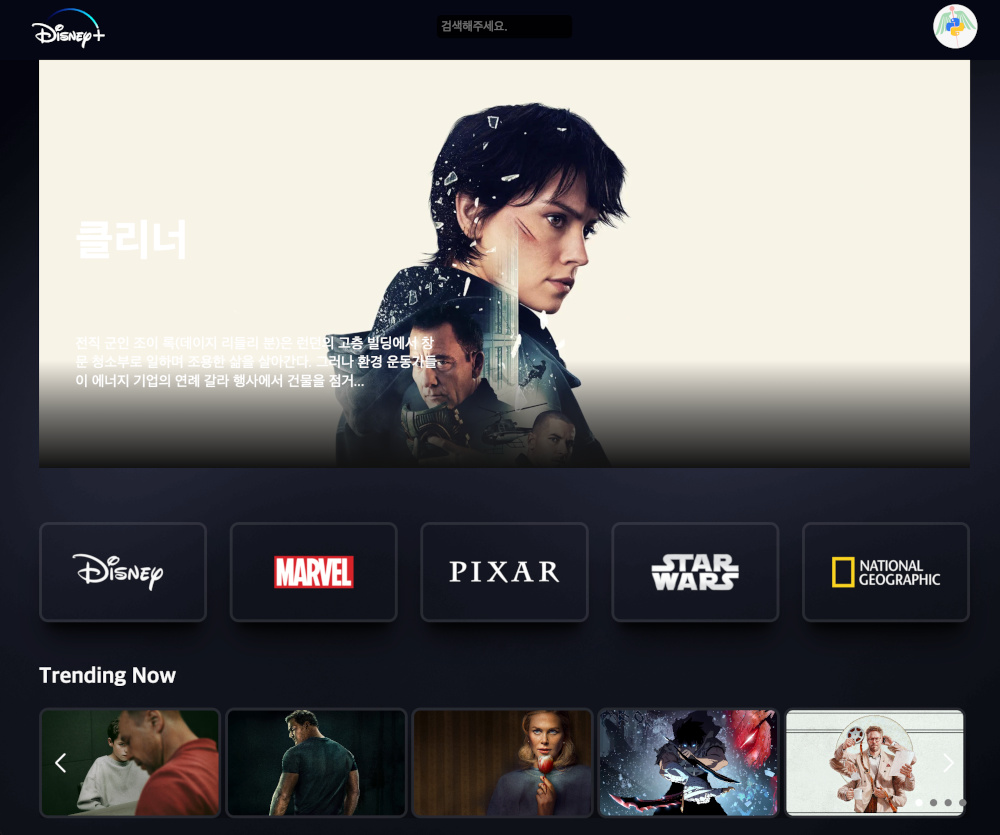 Disney+
검색해주세요.
클리너
전직 군인 조이 록(데이지 리들리 분)은 런던의 고층 빌딩에서 창
문 청소부로 일하며 조용한 삶을 살아간다. 그러나 환경 운동가들
이 에너지 기업의 연례 갈라 행사에서 건물을 점거...
Disney
MARVEL
PIXAR
STAR
WARS
NATIONAL
GEOGRAPHIC
Trending Now